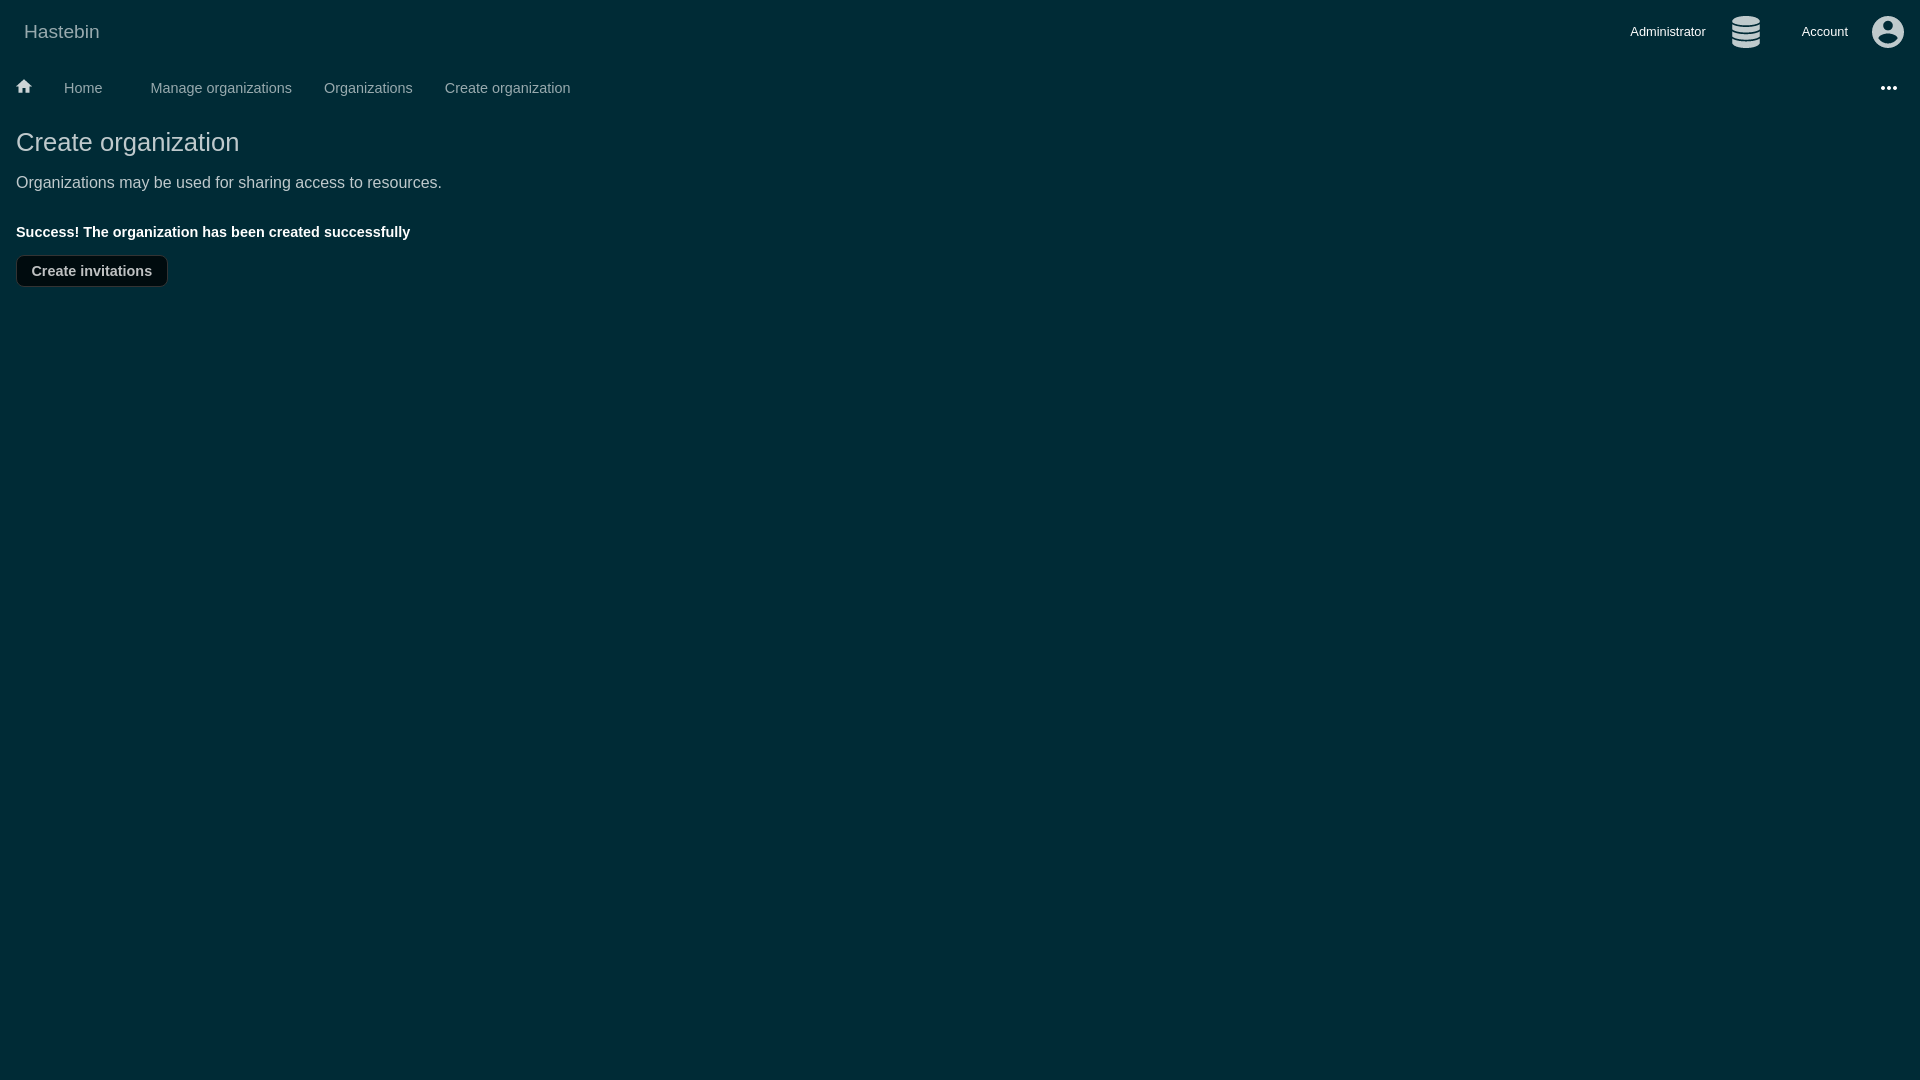 Hastebin
Administrator
Account
Home
Manage organizations
Organizations
Create organization
Create organization
Organizations may be used for sharing access to resources.
Success! The organization has been created successfully
Create invitations